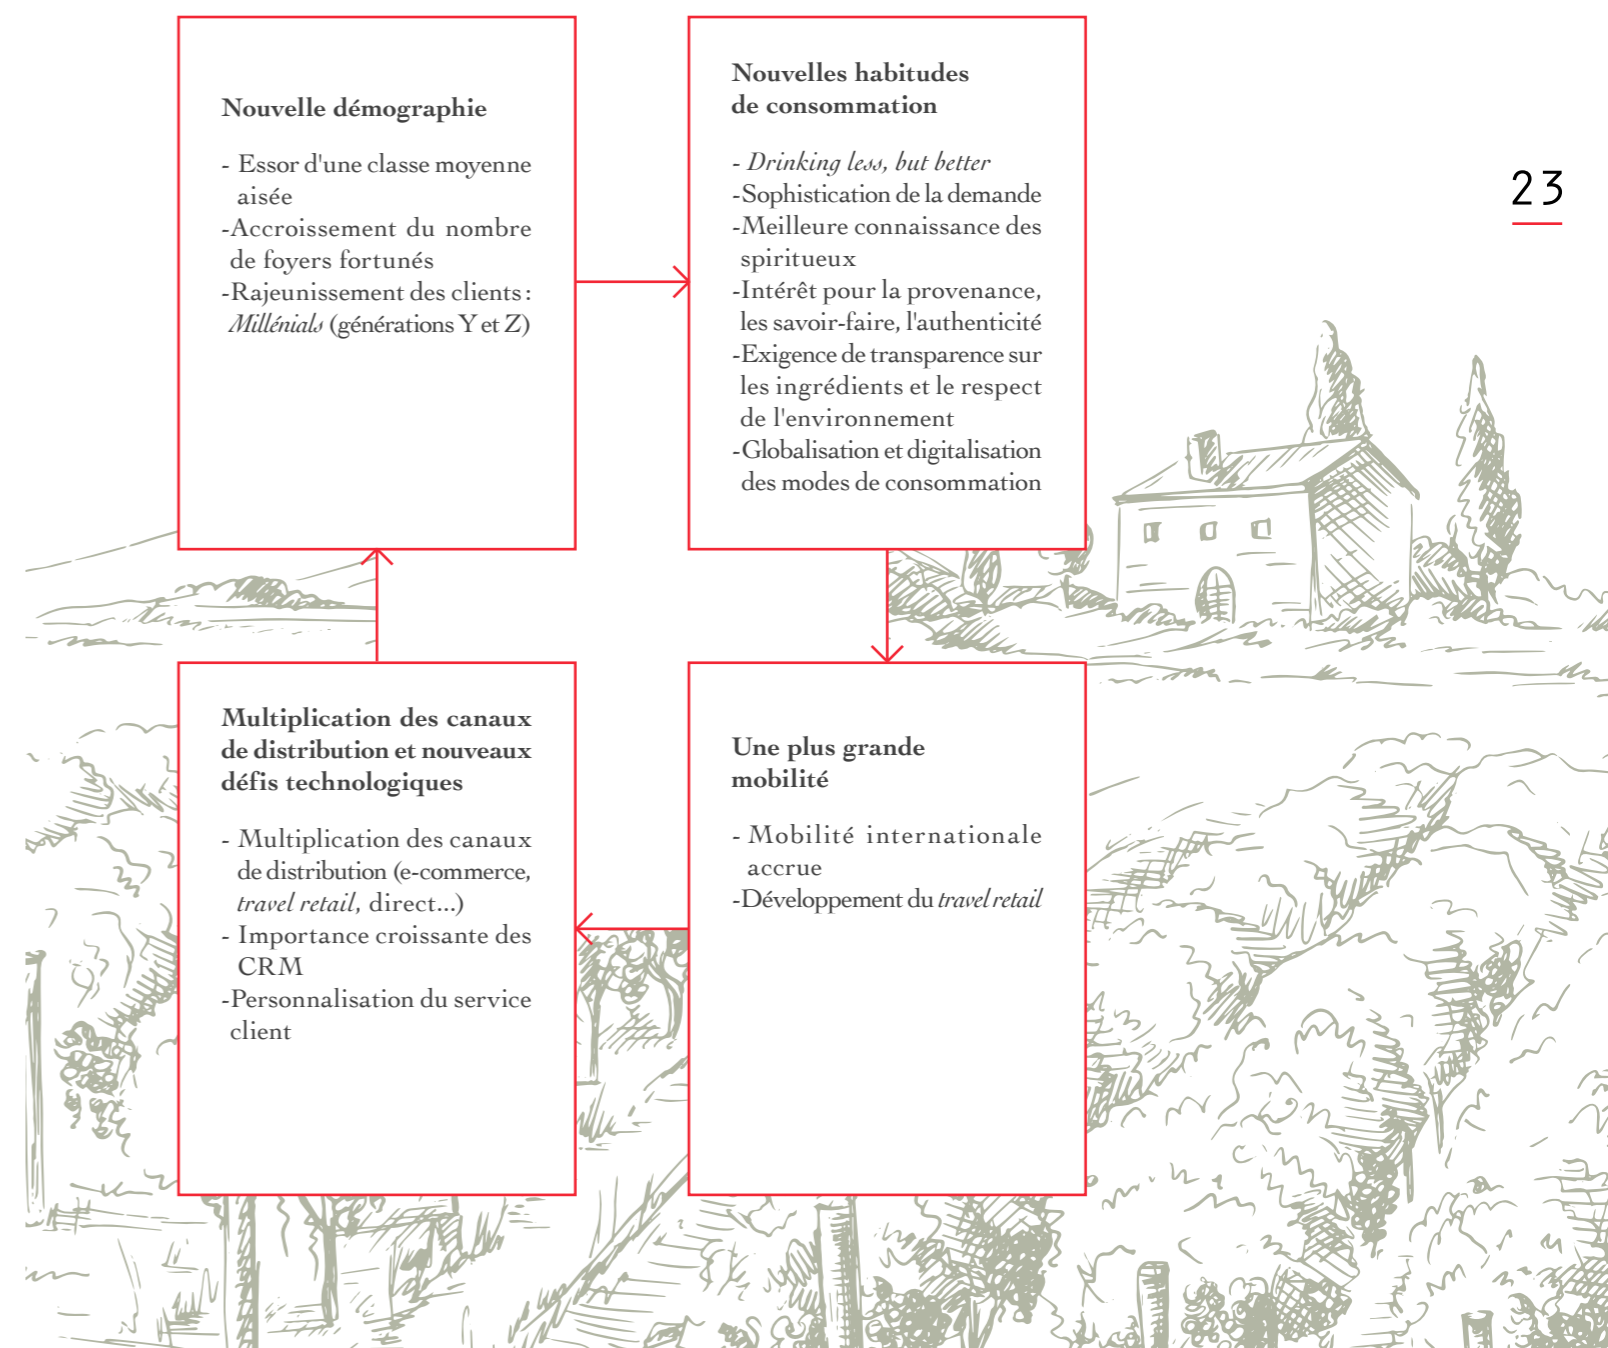 Nouvelle démographie
- Essor d'une classe moyenne
aisée
-Accroissement du nombre
de foyers fortunés
-Rajeunissement des clients :
Millénials (générations Y et Z)
Nouvelles habitudes
de consommation
- Drinking less, but better
-Sophistication de la demande
-Meilleure connaissance des
spiritueux
-Intérêt pour la provenance,
les savoir-faire, l'authenticité
-Exigence de transparence sur
les ingrédients et le respect
de l'environnement
-Globalisation et digitalisation
des modes de consommation
23
Multiplication des canaux
de distribution et nouveaux
défis technologiques
- Multiplication des canaux
de distribution (e-commerce,
travel retail, direct...)
- Importance croissante des
CRM
-Personnalisation du service
client
Une plus grande
mobilité
- Mobilité internationale
accrue
-Développement du travel retail